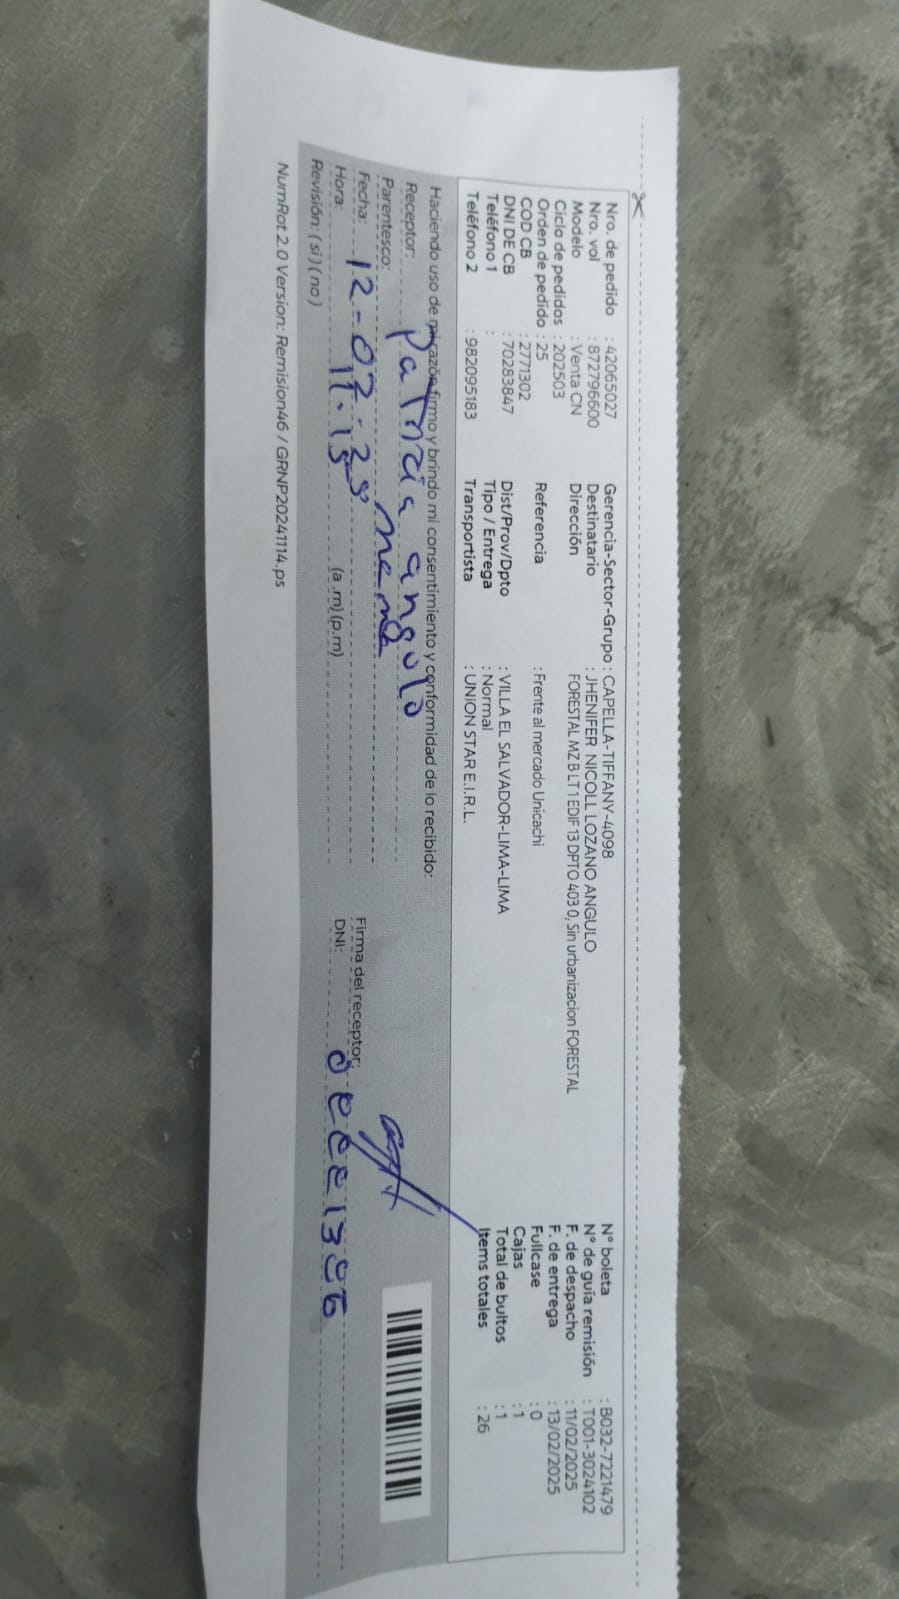 Nro. de pedido : 42065027
Nro. vol : 872796600
Modelo : Venta CN
Ciclo de pedidos : 202503
Orden de pedido : 25
COD CB : 2771302
DNI DE CB : 70283847
Teléfono 1 :
Teléfono 2 : 982095183
Gerencia-Sector-Grupo : CAPELLA-TIFFANY-4098
Destinatario : JHENIFER NICOLL LOZANO ANGULO
Dirección FORESTAL MZ B LT 1 EDIF 13 DPTO 403 0, Sin urbanizacion FORESTAL
Referencia : Frente al mercado Unicachi
Dist/Prov/Dpto : VILLA EL SALVADOR-LIMA-LIMA
Tipo / Entrega : Normal
Transportista : UNION STAR E.I.R.L.
N° boleta : B032-7221479
N° de guía remisión : T001-3024102
F. de despacho : 11/02/2025
F. de entrega : 13/02/2025
Fullcase : 0
Cajas : 1
Total de bultos : 1
Items totales : 26
Haciendo uso de mi razón firmo y brindo mi consentimiento y conformidad de lo recibido:
Receptor: Patricia angulo
Parentesco: mamá
Fecha: 12-02-25
Hora: 11.15 (a.m) (p.m)
Revisión: ( si ) ( no )
Firma del receptor:
DNI:
NumRot 2.0 Version: Remision46 / GRNP20241114.ps